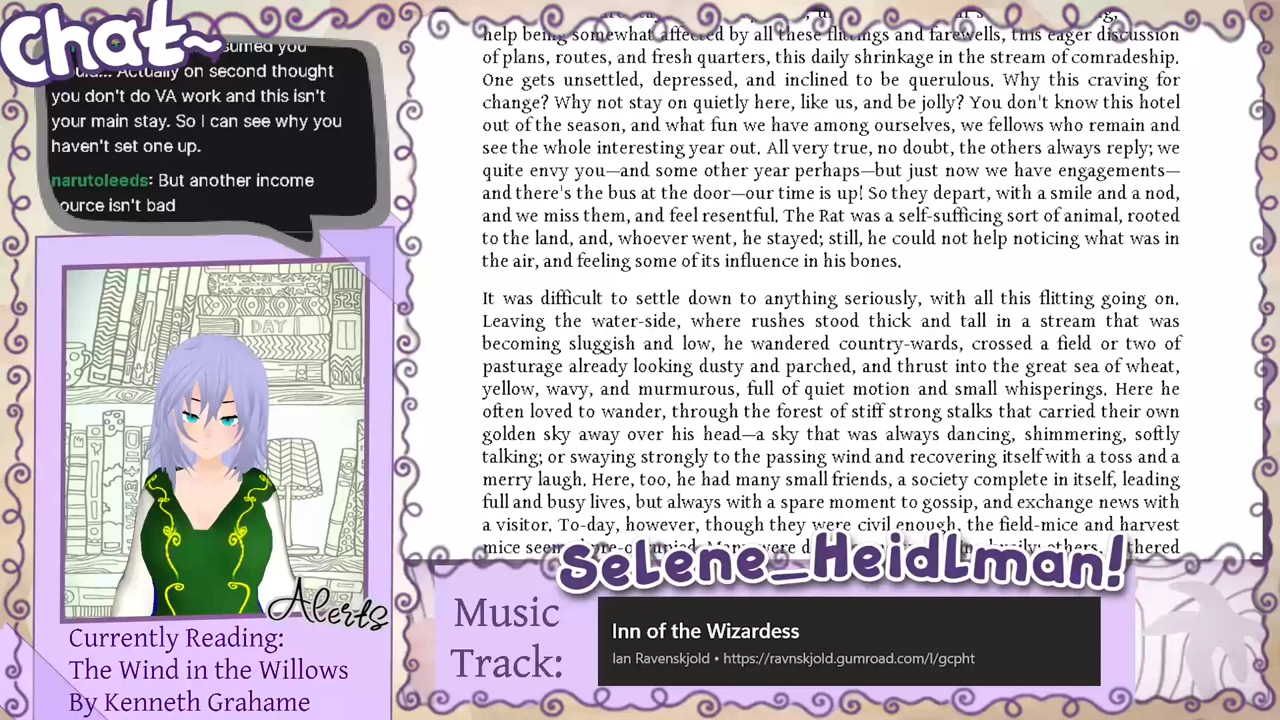 Chat~
sumed you
Actually on second thought
you don't do VA work and this isn't
your main stay. So I can see why you
haven't set one up.
narutoleeds: But another income
source isn't bad
DAY
Alerts
Currently Reading:
The Wind in the Willows
By Kenneth Grahame
help being somewhat affected by all these flittings and farewells, this eager discussion
of plans, routes, and fresh quarters, this daily shrinkage in the stream of comradeship.
One gets unsettled, depressed, and inclined to be querulous. Why this craving for
change? Why not stay on quietly here, like us, and be jolly? You don't know this hotel
out of the season, and what fun we have among ourselves, we fellows who remain and
see the whole interesting year out. All very true, no doubt, the others always reply; we
quite envy you—and some other year perhaps—but just now we have engagements—
and there's the bus at the door—our time is up! So they depart, with a smile and a nod,
and we miss them, and feel resentful. The Rat was a self-sufficing sort of animal, rooted
to the land, and, whoever went, he stayed; still, he could not help noticing what was in
the air, and feeling some of its influence in his bones.
It was difficult to settle down to anything seriously, with all this flitting going on.
Leaving the water-side, where rushes stood thick and tall in a stream that was
becoming sluggish and low, he wandered country-wards, crossed a field or two of
pasturage already looking dusty and parched, and thrust into the great sea of wheat,
yellow, wavy, and murmurous, full of quiet motion and small whisperings. Here he
often loved to wander, through the forest of stiff strong stalks that carried their own
golden sky away over his head—a sky that was always dancing, shimmering, softly
talking; or swaying strongly to the passing wind and recovering itself with a toss and a
merry laugh. Here, too, he had many small friends, a society complete in itself, leading
full and busy lives, but always with a spare moment to gossip, and exchange news with
a visitor. To-day, however, though they were civil enough, the field-mice and harvest
mice
Selene_Heidlman!
Music
Track:
Inn of the Wizardess
Ian Ravenskjold • https://ravnskjold.gumroad.com/l/gcpht